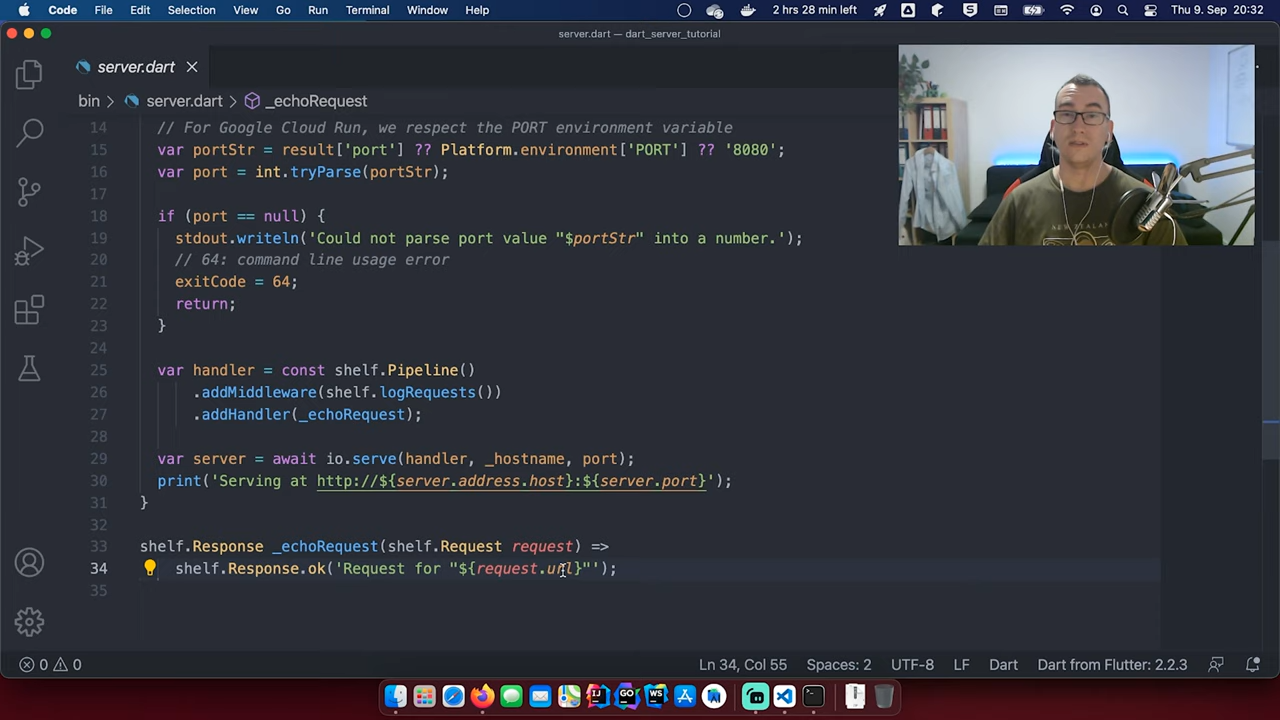 Code File Edit Selection View Go Run Terminal Window Help 2 hrs 28 min left Thu 9. Sep 20:32
server.dart — dart_server_tutorial
server.dart
bin > server.dart > _echoRequest
14 // For Google Cloud Run, we respect the PORT environment variable
15 var portStr = result['port'] ?? Platform.environment['PORT'] ?? '8080';
16 var port = int.tryParse(portStr);
17
18 if (port == null) {
19 stdout.writeln('Could not parse port value "$portStr" into a number.');
20 // 64: command line usage error
21 exitCode = 64;
22 return;
23 }
24
25 var handler = const shelf.Pipeline()
26 .addMiddleware(shelf.logRequests())
27 .addHandler(_echoRequest);
28
29 var server = await io.serve(handler, _hostname, port);
30 print('Serving at http://${server.address.host}:${server.port}');
31 }
32
33 shelf.Response _echoRequest(shelf.Request request) =>
34 shelf.Response.ok('Request for "${request.url}"');
35
NEW ZEALAND
0 0 Ln 34, Col 55 Spaces: 2 UTF-8 LF Dart Dart from Flutter: 2.2.3
IJ GO WS